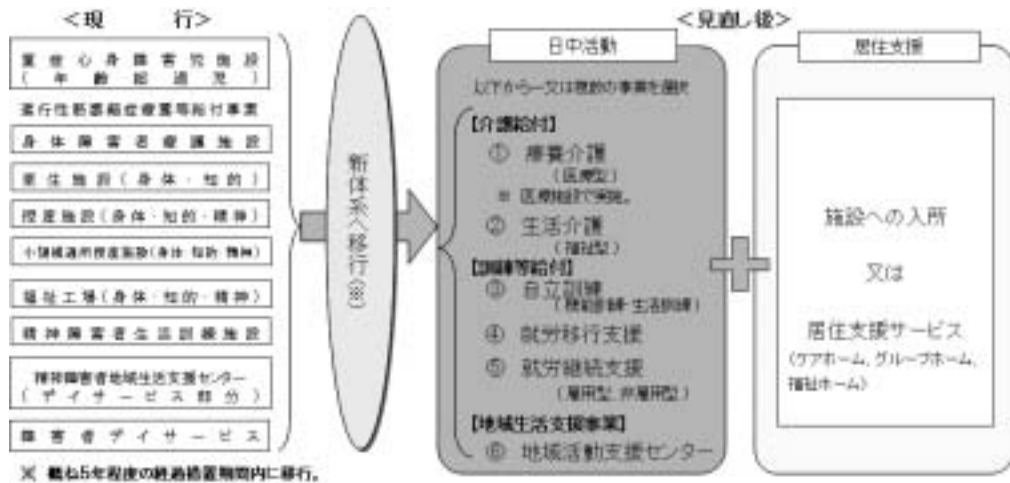 ＜現　　行＞
重症心身障害児施設
（年齢超過児）
進行性筋萎縮症療養等給付事業
身体障害者療護施設
更生施設（身体・知的）
授産施設（身体・知的・精神）
小規模通所授産施設（身体・知的・精神）
福祉工場（身体・知的・精神）
精神障害者生活訓練施設
精神障害者地域生活支援センター
（デイサービス部分）
障害者デイサービス
※ 概ね5年程度の経過措置期間内に移行。
新体系へ移行（※）
＜見直し後＞
日中活動
以下から一又は複数の事業を選択
【介護給付】
① 療養介護
（医療型）
※ 医療施設で実施。
② 生活介護
（福祉型）
【訓練等給付】
③ 自立訓練
（機能訓練・生活訓練）
④ 就労移行支援
⑤ 就労継続支援
（雇用型、非雇用型）
【地域生活支援事業】
⑥ 地域活動支援センター
居住支援
施設への入所
又は
居住支援サービス
（ケアホーム、グループホーム、
福祉ホーム）